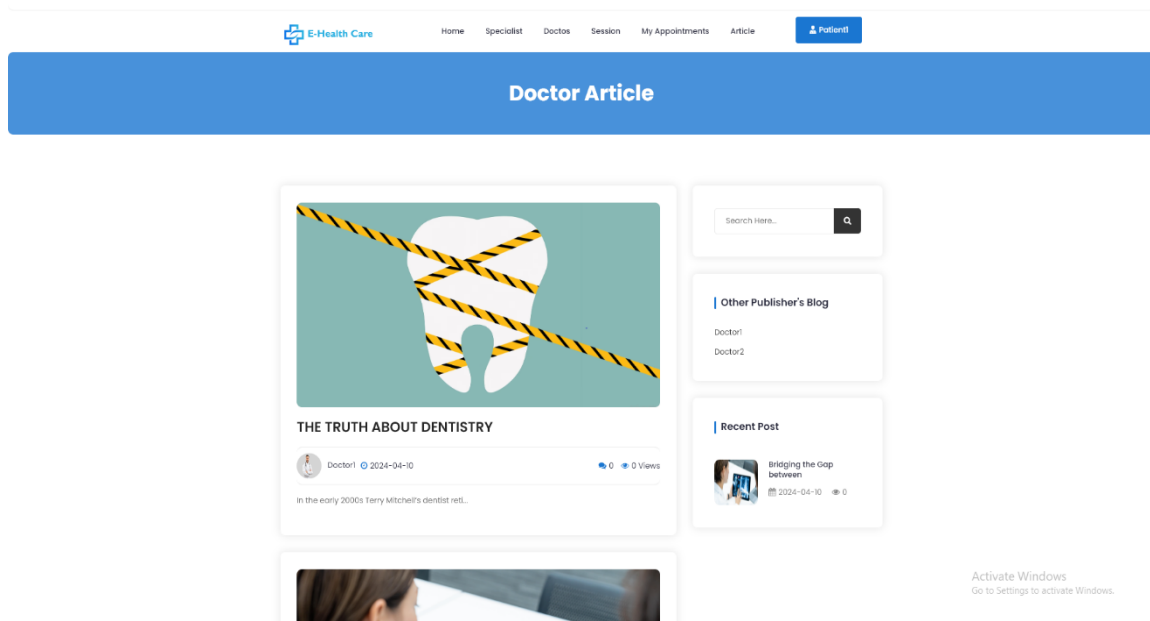 E-Health Care
Home Specialist Doctos Session My Appointments Article
Patient1
Doctor Article
THE TRUTH ABOUT DENTISTRY
Doctor1 2024-04-10 0 0 Views
In the early 2000s Terry Mitchell's dentist reti...
Search Here...
Other Publisher's Blog
Doctor1
Doctor2
Recent Post
Bridging the Gap
between
2024-04-10 0
Activate Windows
Go to Settings to activate Windows.